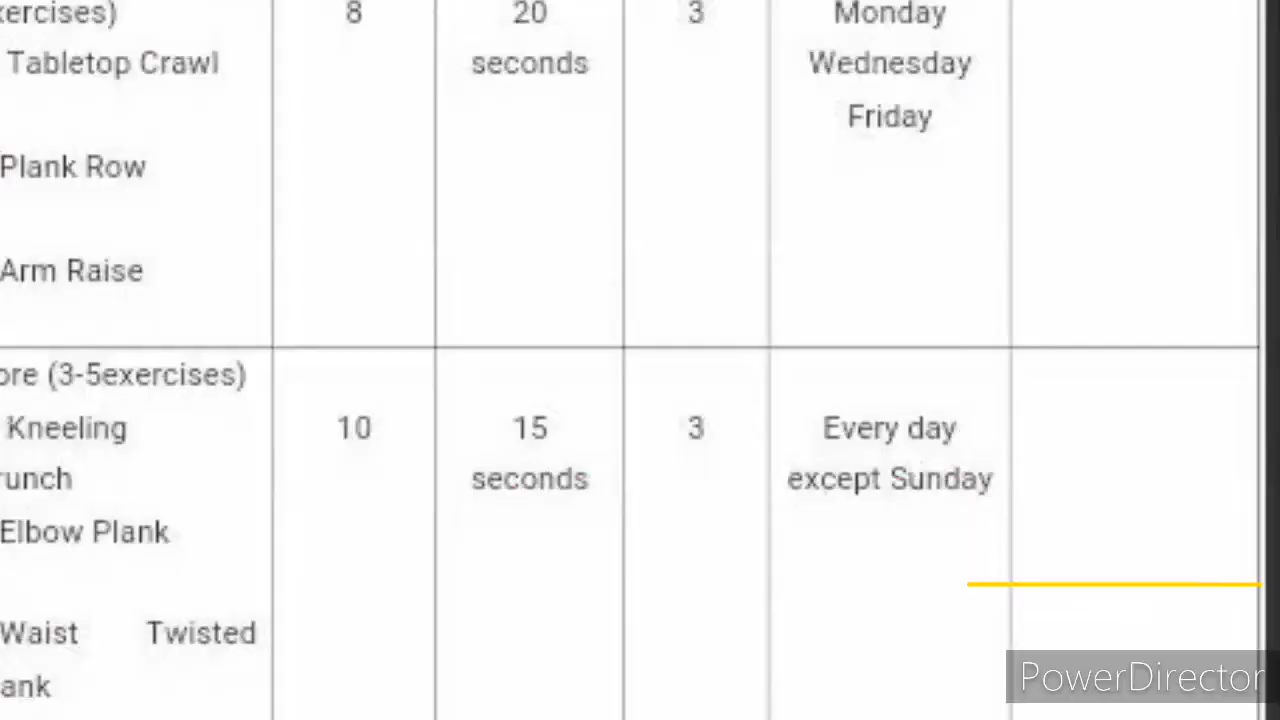 xercises) 8 20 3 Monday
Tabletop Crawl seconds Wednesday
Friday
Plank Row
Arm Raise
ore (3-5exercises)
Kneeling 10 15 3 Every day
runch seconds except Sunday
Elbow Plank
Waist Twisted
ank
PowerDirector